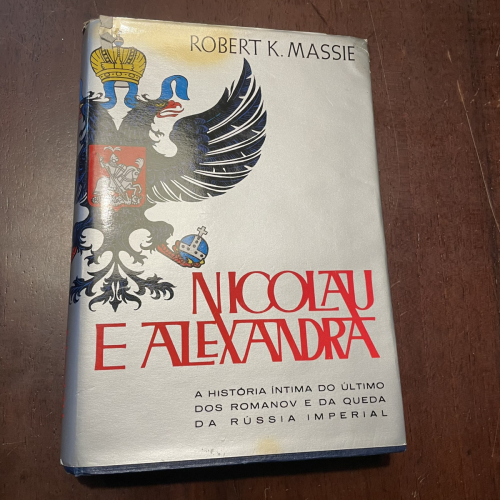 ROBERT K. MASSIE
NICOLAU
E ALEXANDRA
A HISTÓRIA ÍNTIMA DO ÚLTIMO
DOS ROMANOV E DA QUEDA
DA RÚSSIA IMPERIAL